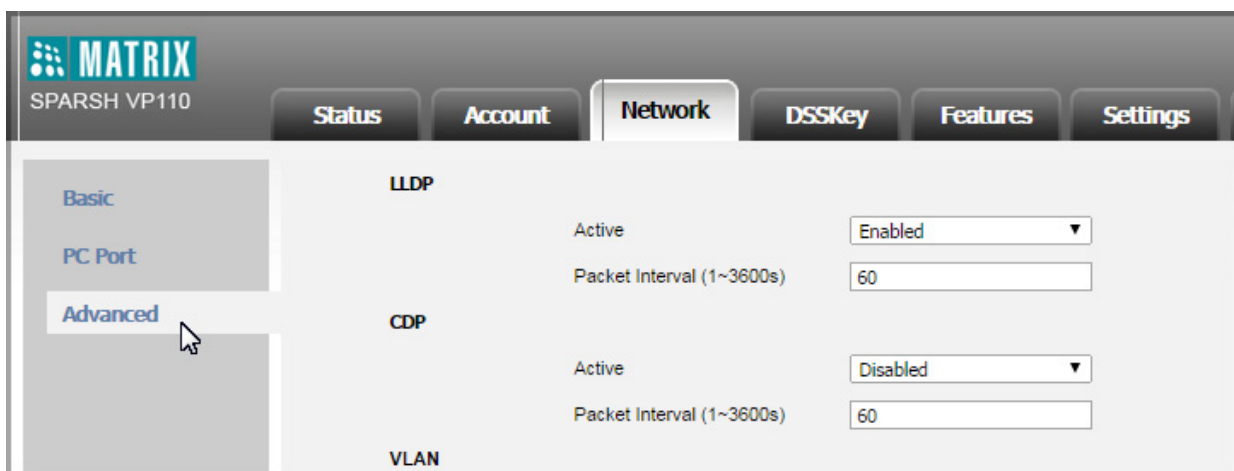 MATRIX
SPARSH VP110
Status Account Network DSSKey Features Settings
Basic
PC Port
Advanced
LLDP
Active Enabled
Packet Interval (1~3600s) 60
CDP
Active Disabled
Packet Interval (1~3600s) 60
VLAN